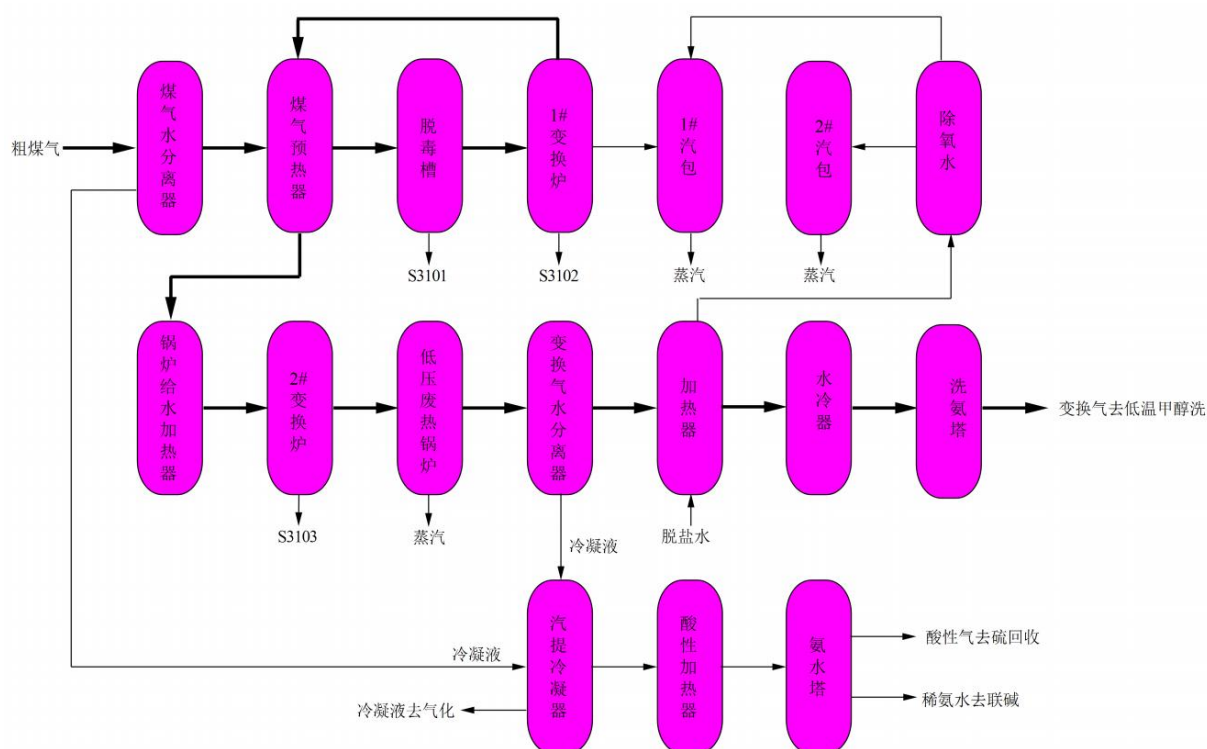 粗煤气
煤气水分离器
煤气预热器
脱毒槽
1#变换炉
1#汽包
2#汽包
除氧水
S3101
S3102
蒸汽
蒸汽
锅炉给水加热器
2#变换炉
低压废热锅炉
变换气水分离器
加热器
水冷器
洗氨塔
变换气去低温甲醇洗
S3103
蒸汽
冷凝液
脱盐水
冷凝液
汽提冷凝器
酸性加热器
氨水塔
酸性气去硫回收
稀氨水去联碱
冷凝液去气化